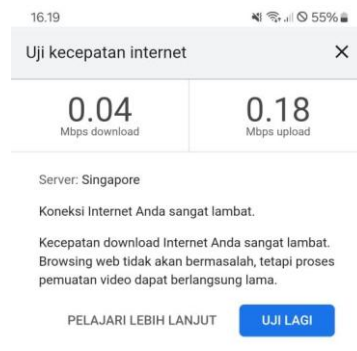 16.19 55%
Uji kecepatan internet
0.04 0.18
Mbps download Mbps upload
Server: Singapore
Koneksi Internet Anda sangat lambat.
Kecepatan download Internet Anda sangat lambat.
Browsing web tidak akan bermasalah, tetapi proses
pemuatan video dapat berlangsung lama.
PELAJARI LEBIH LANJUT UJI LAGI